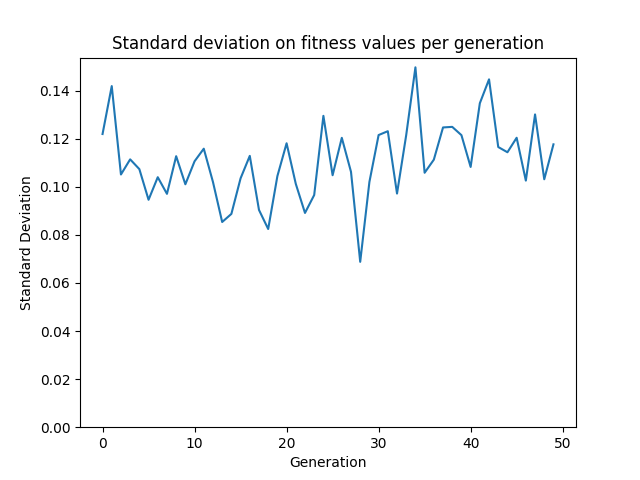 Standard deviation on fitness values per generation
Standard Deviation
0.14
0.12
0.10
0.08
0.06
0.04
0.02
0.00
0 10 20 30 40 50
Generation